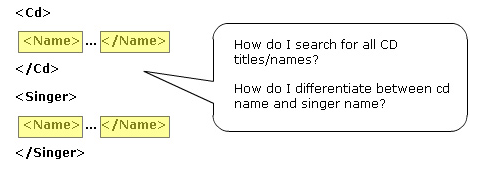 <Cd>
<Name> ... </Name>
</Cd>
<Singer>
<Name> ... </Name>
</Singer>
How do I search for all CD
titles/names?
How do I differentiate between cd
name and singer name?